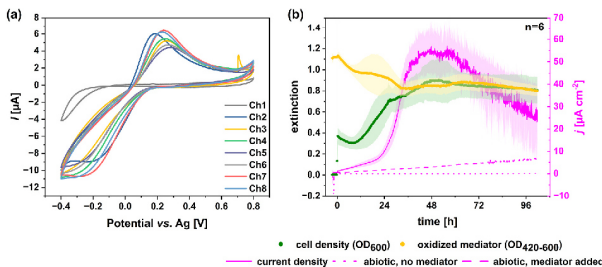 (a)
8
6
4
2
0
−2
−4
−6
−8
−10
−12
I [μA]
Ch1
Ch2
Ch3
Ch4
Ch5
Ch6
Ch7
Ch8
−0.4 −0.2 0.0 0.2 0.4 0.6 0.8
Potential vs. Ag [V]
(b)
n=6
1.4
1.2
1.0
0.8
0.6
0.4
0.2
0.0
extinction
70
60
50
40
30
20
10
0
−10
j [μA cm-2]
0 24 48 72 96
time [h]
cell density (OD600) oxidized mediator (OD420-600)
current density abiotic, no mediator abiotic, mediator added